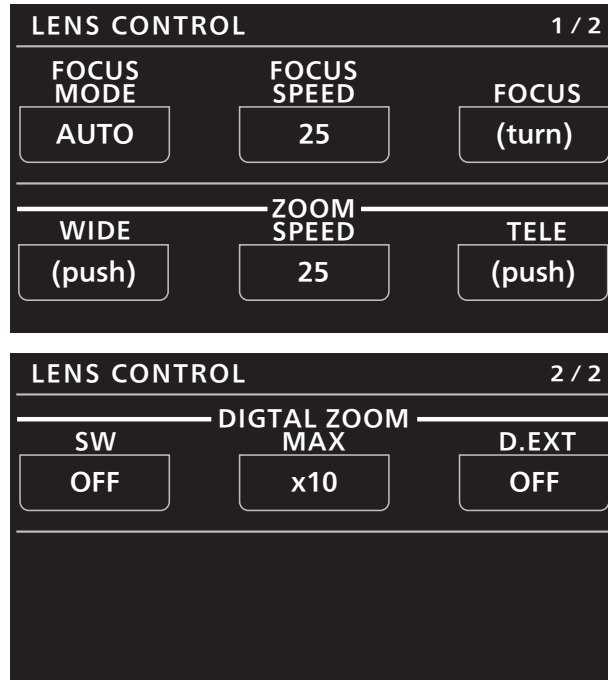 LENS CONTROL 1 / 2
FOCUS MODE FOCUS SPEED FOCUS
AUTO 25 (turn)
ZOOM
WIDE SPEED TELE
(push) 25 (push)
LENS CONTROL 2 / 2
DIGTAL ZOOM
SW MAX D.EXT
OFF x10 OFF